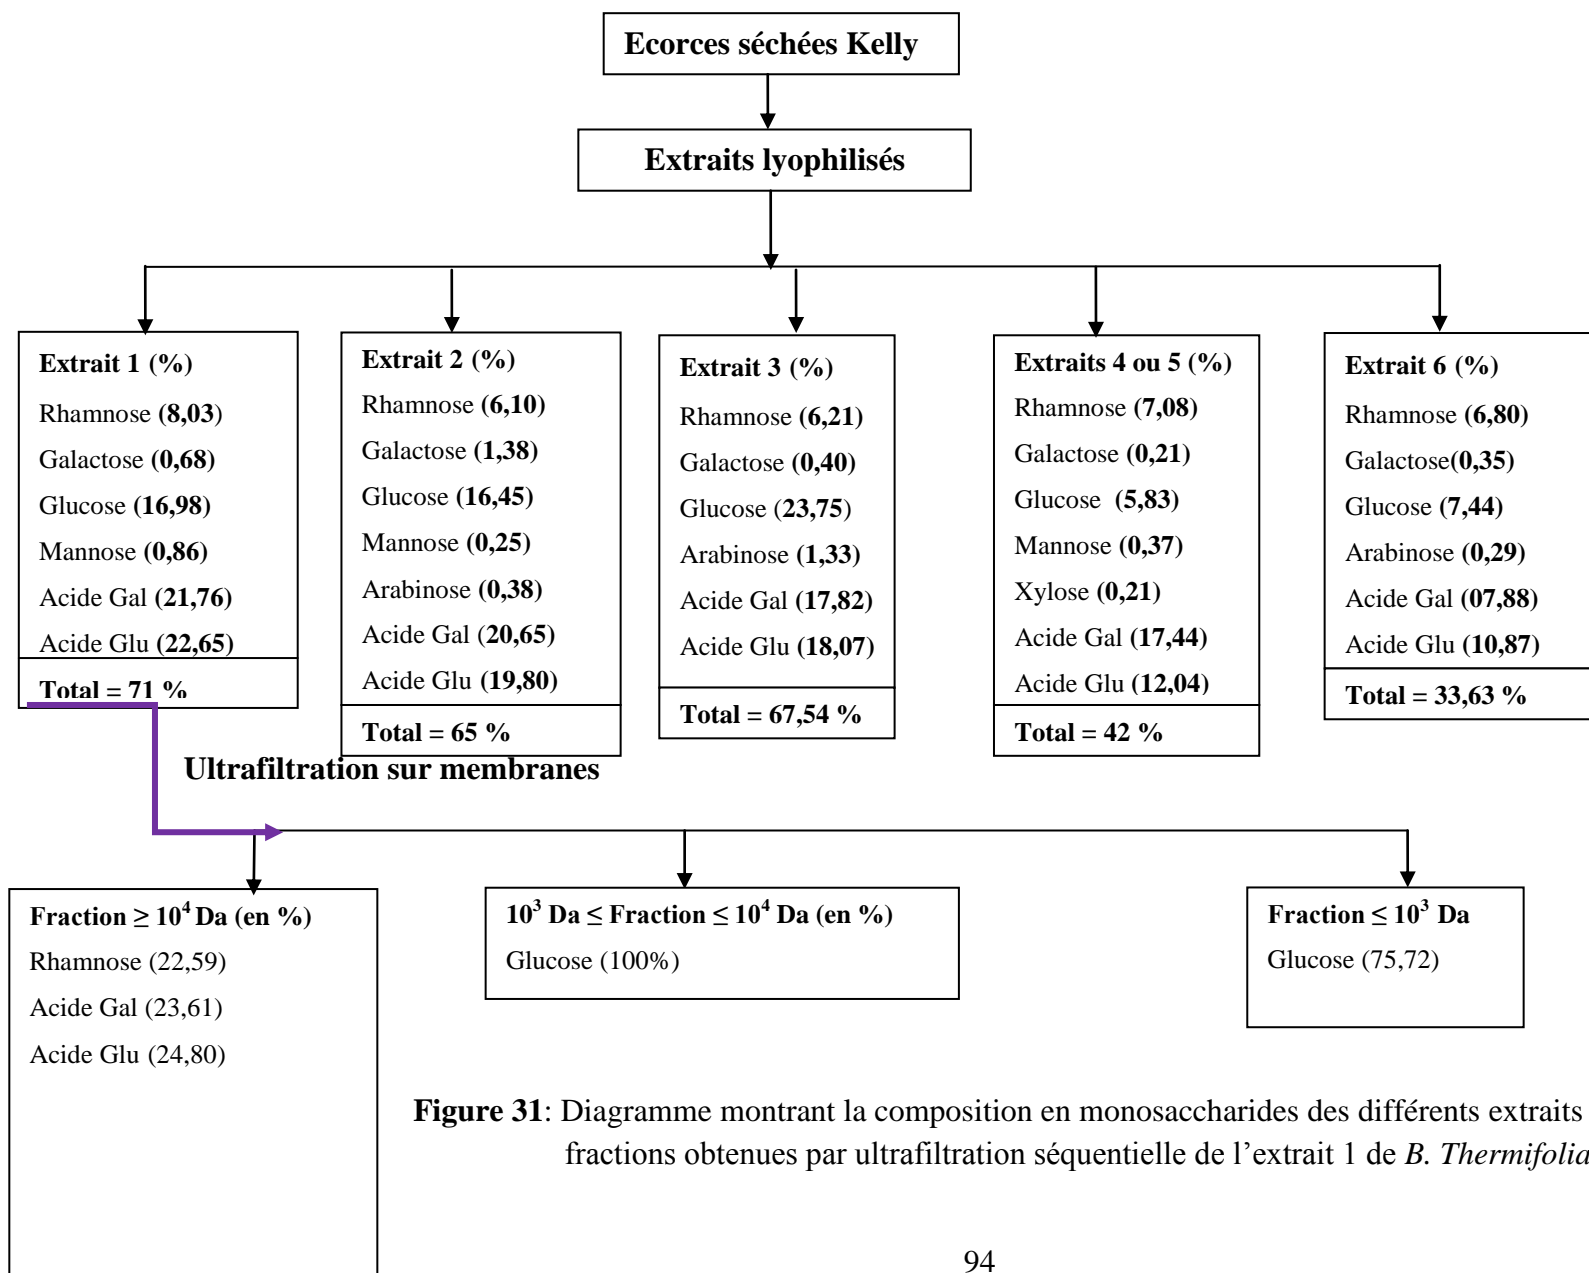 Ecorces séchées Kelly
Extraits lyophilisés
Extrait 1 (%)
Rhamnose (8,03)
Galactose (0,68)
Glucose (16,98)
Mannose (0,86)
Acide Gal (21,76)
Acide Glu (22,65)
Total = 71 %
Extrait 2 (%)
Rhamnose (6,10)
Galactose (1,38)
Glucose (16,45)
Mannose (0,25)
Arabinose (0,38)
Acide Gal (20,65)
Acide Glu (19,80)
Total = 65 %
Extrait 3 (%)
Rhamnose (6,21)
Galactose (0,40)
Glucose (23,75)
Arabinose (1,33)
Acide Gal (17,82)
Acide Glu (18,07)
Total = 67,54 %
Extraits 4 ou 5 (%)
Rhamnose (7,08)
Galactose (0,21)
Glucose (5,83)
Mannose (0,37)
Xylose (0,21)
Acide Gal (17,44)
Acide Glu (12,04)
Total = 42 %
Extrait 6 (%)
Rhamnose (6,80)
Galactose(0,35)
Glucose (7,44)
Arabinose (0,29)
Acide Gal (07,88)
Acide Glu (10,87)
Total = 33,63 %
Ultrafiltration sur membranes
Fraction ≥ 10⁴ Da (en %)
Rhamnose (22,59)
Acide Gal (23,61)
Acide Glu (24,80)
10³ Da ≤ Fraction ≤ 10⁴ Da (en %)
Glucose (100%)
Fraction ≤ 10³ Da
Glucose (75,72)
Figure 31: Diagramme montrant la composition en monosaccharides des différents extraits
fractions obtenues par ultrafiltration séquentielle de l’extrait 1 de B. Thermifolia
94